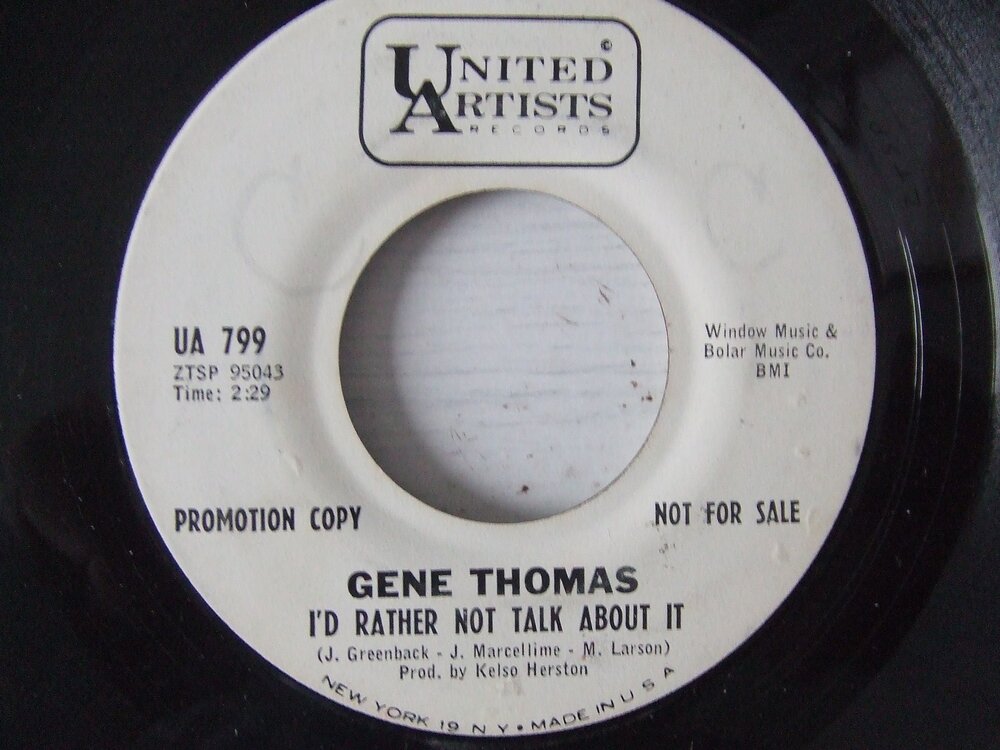 UNITED ©
ARTISTS
RECORDS
UA 799
ZTSP 95043
Time: 2:29
Window Music &
Bolar Music Co.
BMI
PROMOTION COPY
NOT FOR SALE
GENE THOMAS
I'D RATHER NOT TALK ABOUT IT
(J. Greenback - J. Marcellime - M. Larson)
Prod. by Kelso Herston
NEW YORK 19 N Y • MADE IN U S A